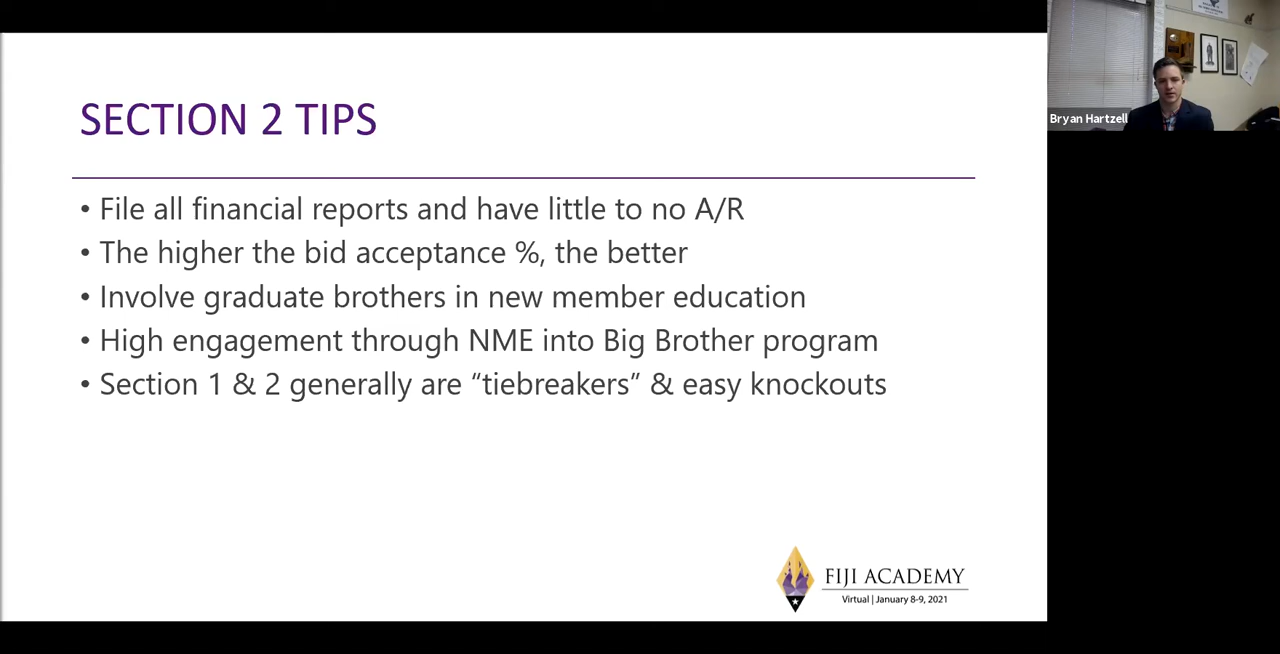 SECTION 2 TIPS
• File all financial reports and have little to no A/R
• The higher the bid acceptance %, the better
• Involve graduate brothers in new member education
• High engagement through NME into Big Brother program
• Section 1 & 2 generally are “tiebreakers” & easy knockouts
FIJI ACADEMY
Virtual | January 8-9, 2021
Bryan Hartzell